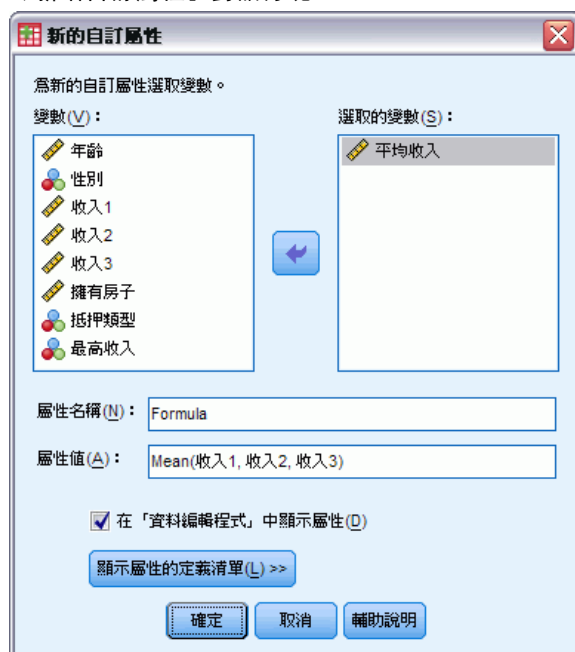 新的自訂屬性
為新的自訂屬性選取變數。
變數(V)：
選取的變數(S)：
年齡
性別
收入1
收入2
收入3
擁有房子
抵押類型
最高收入
平均收入
屬性名稱(N)：
Formula
屬性值(A)：
Mean(收入1, 收入2, 收入3)
在「資料編輯程式」中顯示屬性(D)
顯示屬性的定義清單(L) >>
確定
取消
輔助說明